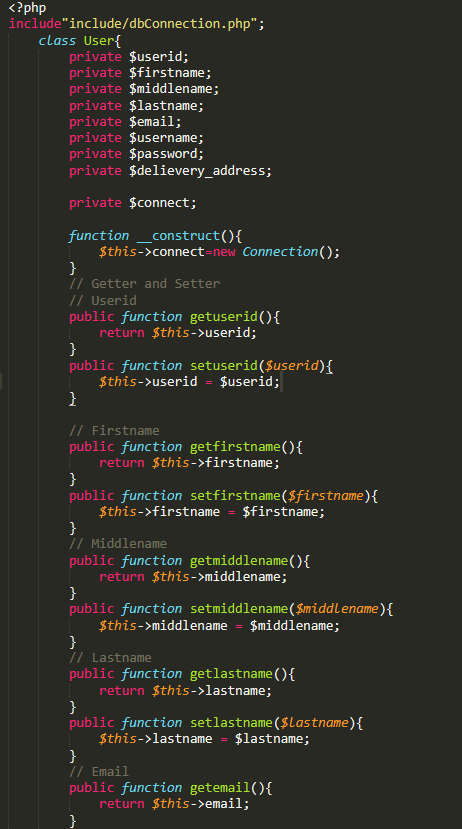 <?php
include"include/dbConnection.php";
class User{
private $userid;
private $firstname;
private $middlename;
private $lastname;
private $email;
private $username;
private $password;
private $delievery_address;
private $connect;
function __construct(){
$this->connect=new Connection();
}
// Getter and Setter
// Userid
public function getuserid(){
return $this->userid;
}
public function setuserid($userid){
$this->userid = $userid;
}
// Firstname
public function getfirstname(){
return $this->firstname;
}
public function setfirstname($firstname){
$this->firstname = $firstname;
}
// Middlename
public function getmiddlename(){
return $this->middlename;
}
public function setmiddlename($middlename){
$this->middlename = $middlename;
}
// Lastname
public function getlastname(){
return $this->lastname;
}
public function setlastname($lastname){
$this->lastname = $lastname;
}
// Email
public function getemail(){
return $this->email;
}